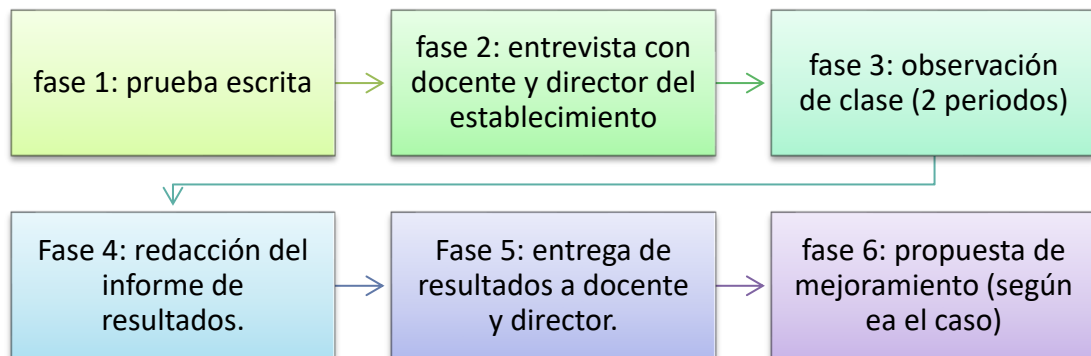 fase 1: prueba escrita
fase 2: entrevista con
docente y director del
establecimiento
fase 3: observación
de clase (2 periodos)
Fase 4: redacción del
informe de
resultados.
Fase 5: entrega de
resultados a docente
y director.
fase 6: propuesta de
mejoramiento (según
ea el caso)